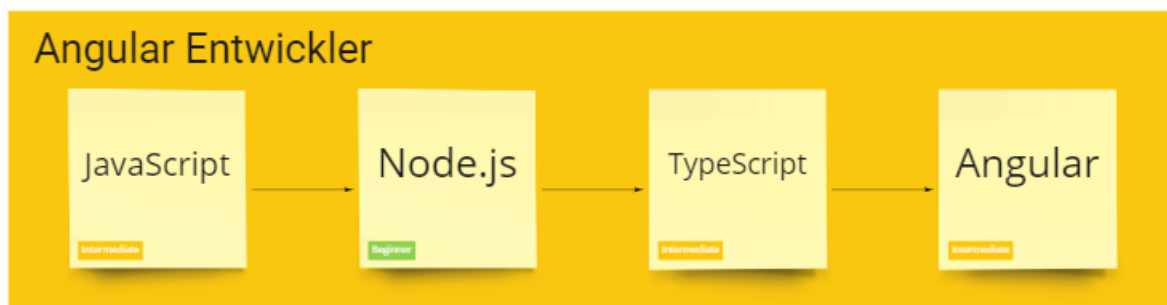 Angular Entwickler
JavaScript
Node.js
TypeScript
Angular
Intermediate
Beginner
Intermediate
Intermediate